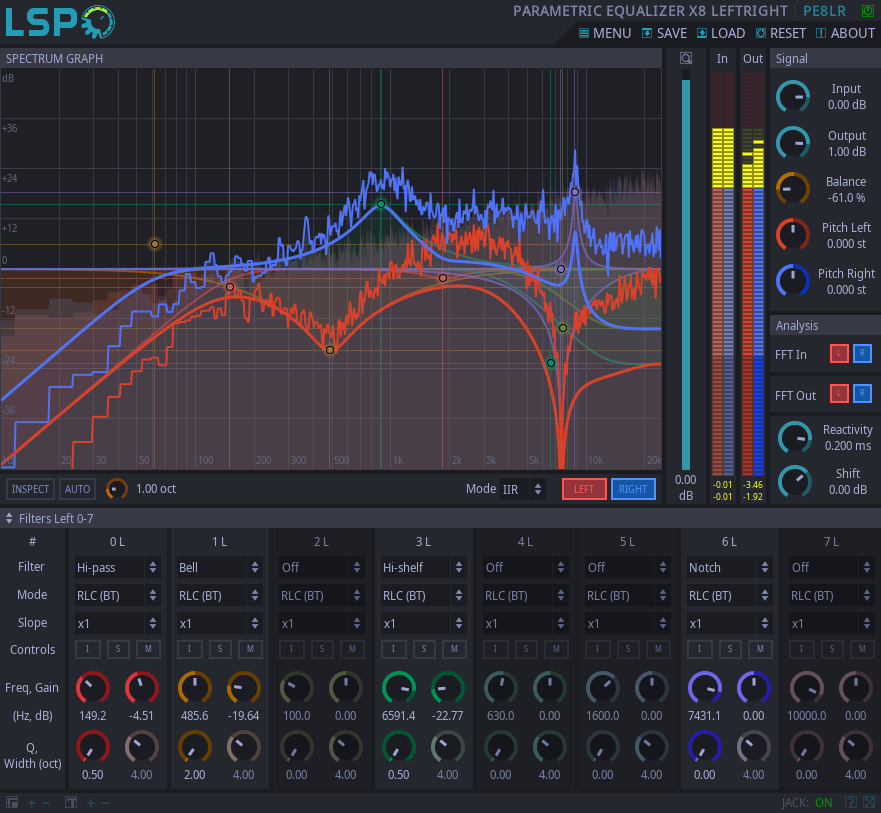 LSP
PARAMETRIC EQUALIZER X8 LEFTRIGHT PE8LR
MENU SAVE LOAD RESET ABOUT
SPECTRUM GRAPH
In Out
Signal
dB
+36
+24
+12
0
-12
-24
-36
Hz 20 30 50 100 200 300 500 1k 2k 3k 5k 10k 20k
0.00
dB
-0.01 -3.46
-0.01 -1.92
Input
0.00 dB
Output
1.00 dB
Balance
-61.0 %
Pitch Left
0.000 st
Pitch Right
0.000 st
Analysis
FFT In L R
FFT Out L R
Reactivity
0.200 ms
Shift
0.00 dB
INSPECT AUTO 1.00 oct Mode IIR LEFT RIGHT
Filters Left 0-7
# 0 L 1 L 2 L 3 L 4 L 5 L 6 L 7 L
Filter Hi-pass Bell Off Hi-shelf Off Off Notch Off
Mode RLC (BT) RLC (BT) RLC (BT) RLC (BT) RLC (BT) RLC (BT) RLC (BT) RLC (BT)
Slope x1 x1 x1 x1 x1 x1 x1 x1
Controls I S M I S M I S M I S M I S M I S M I S M I S M
Freq, Gain
(Hz, dB) 149.2 -4.51 485.6 -19.64 100.0 0.00 6591.4 -22.77 630.0 0.00 1600.0 0.00 7431.1 0.00 10000.0 0.00
Q,
Width (oct)
0.50 4.00 2.00 4.00 0.00 4.00 0.50 4.00 0.00 4.00 0.00 4.00 0.00 4.00 0.00 4.00
JACK: ON